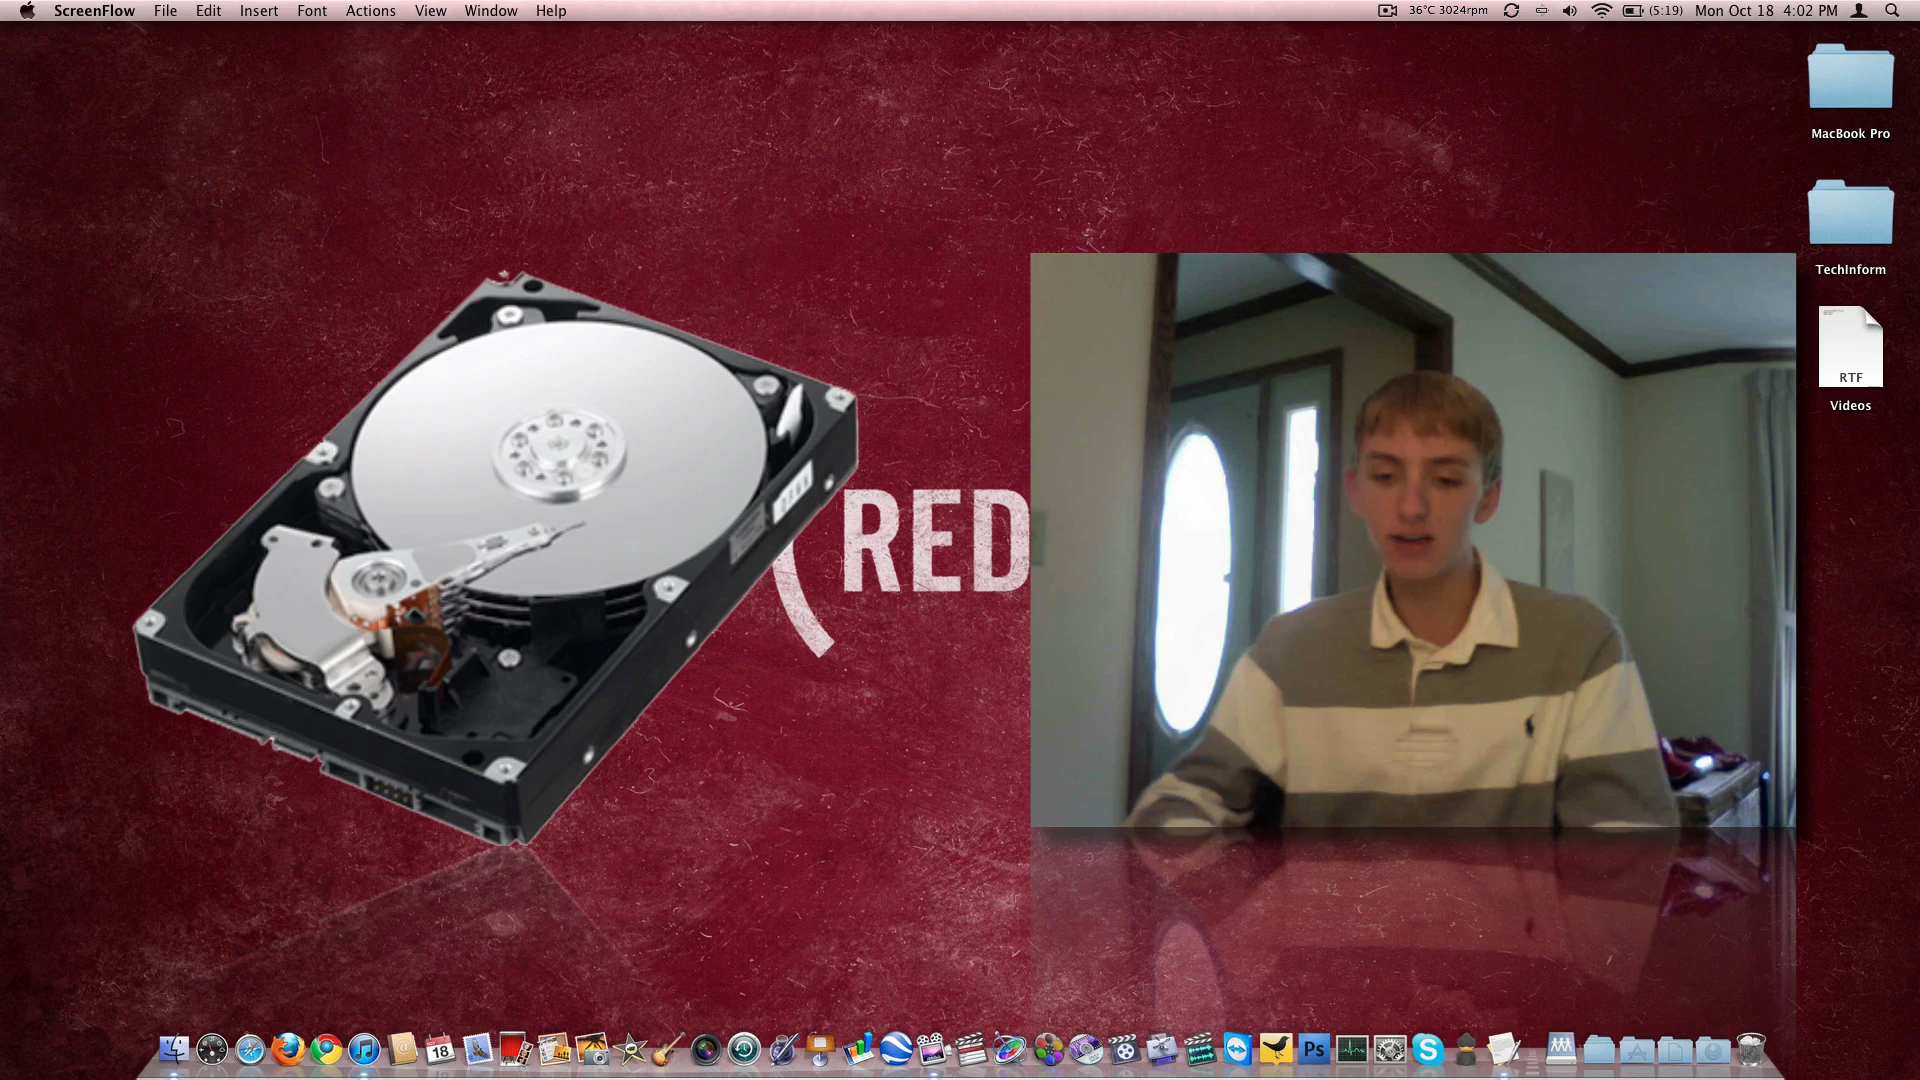 ScreenFlow File Edit Insert Font Actions View Window Help
36°C 3024rpm (5:19) Mon Oct 18 4:02 PM
MacBook Pro
TechInform
RTF
Videos
(RED
18
Ps